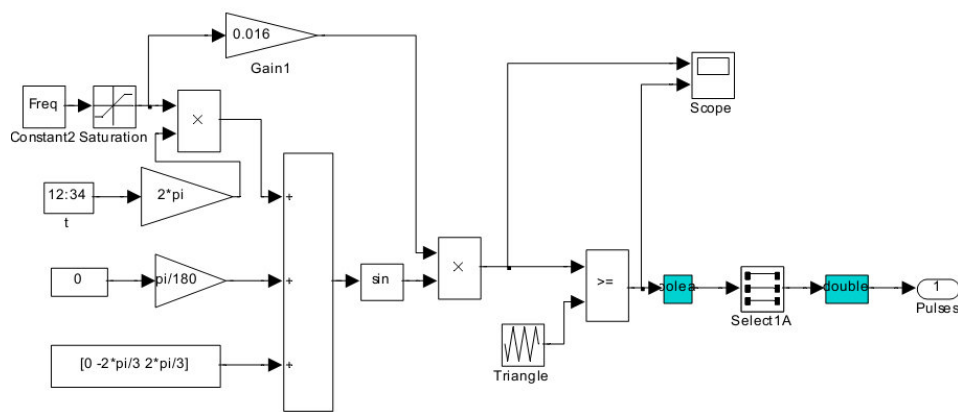 0.016
Gain1
Scope
Freq
Constant2 Saturation
×
12:34
t
2*pi
+
0
pi/180
+
sin
×
>=
oolea
Select1A
double
1
Pulses
[0 -2*pi/3 2*pi/3]
+
Triangle